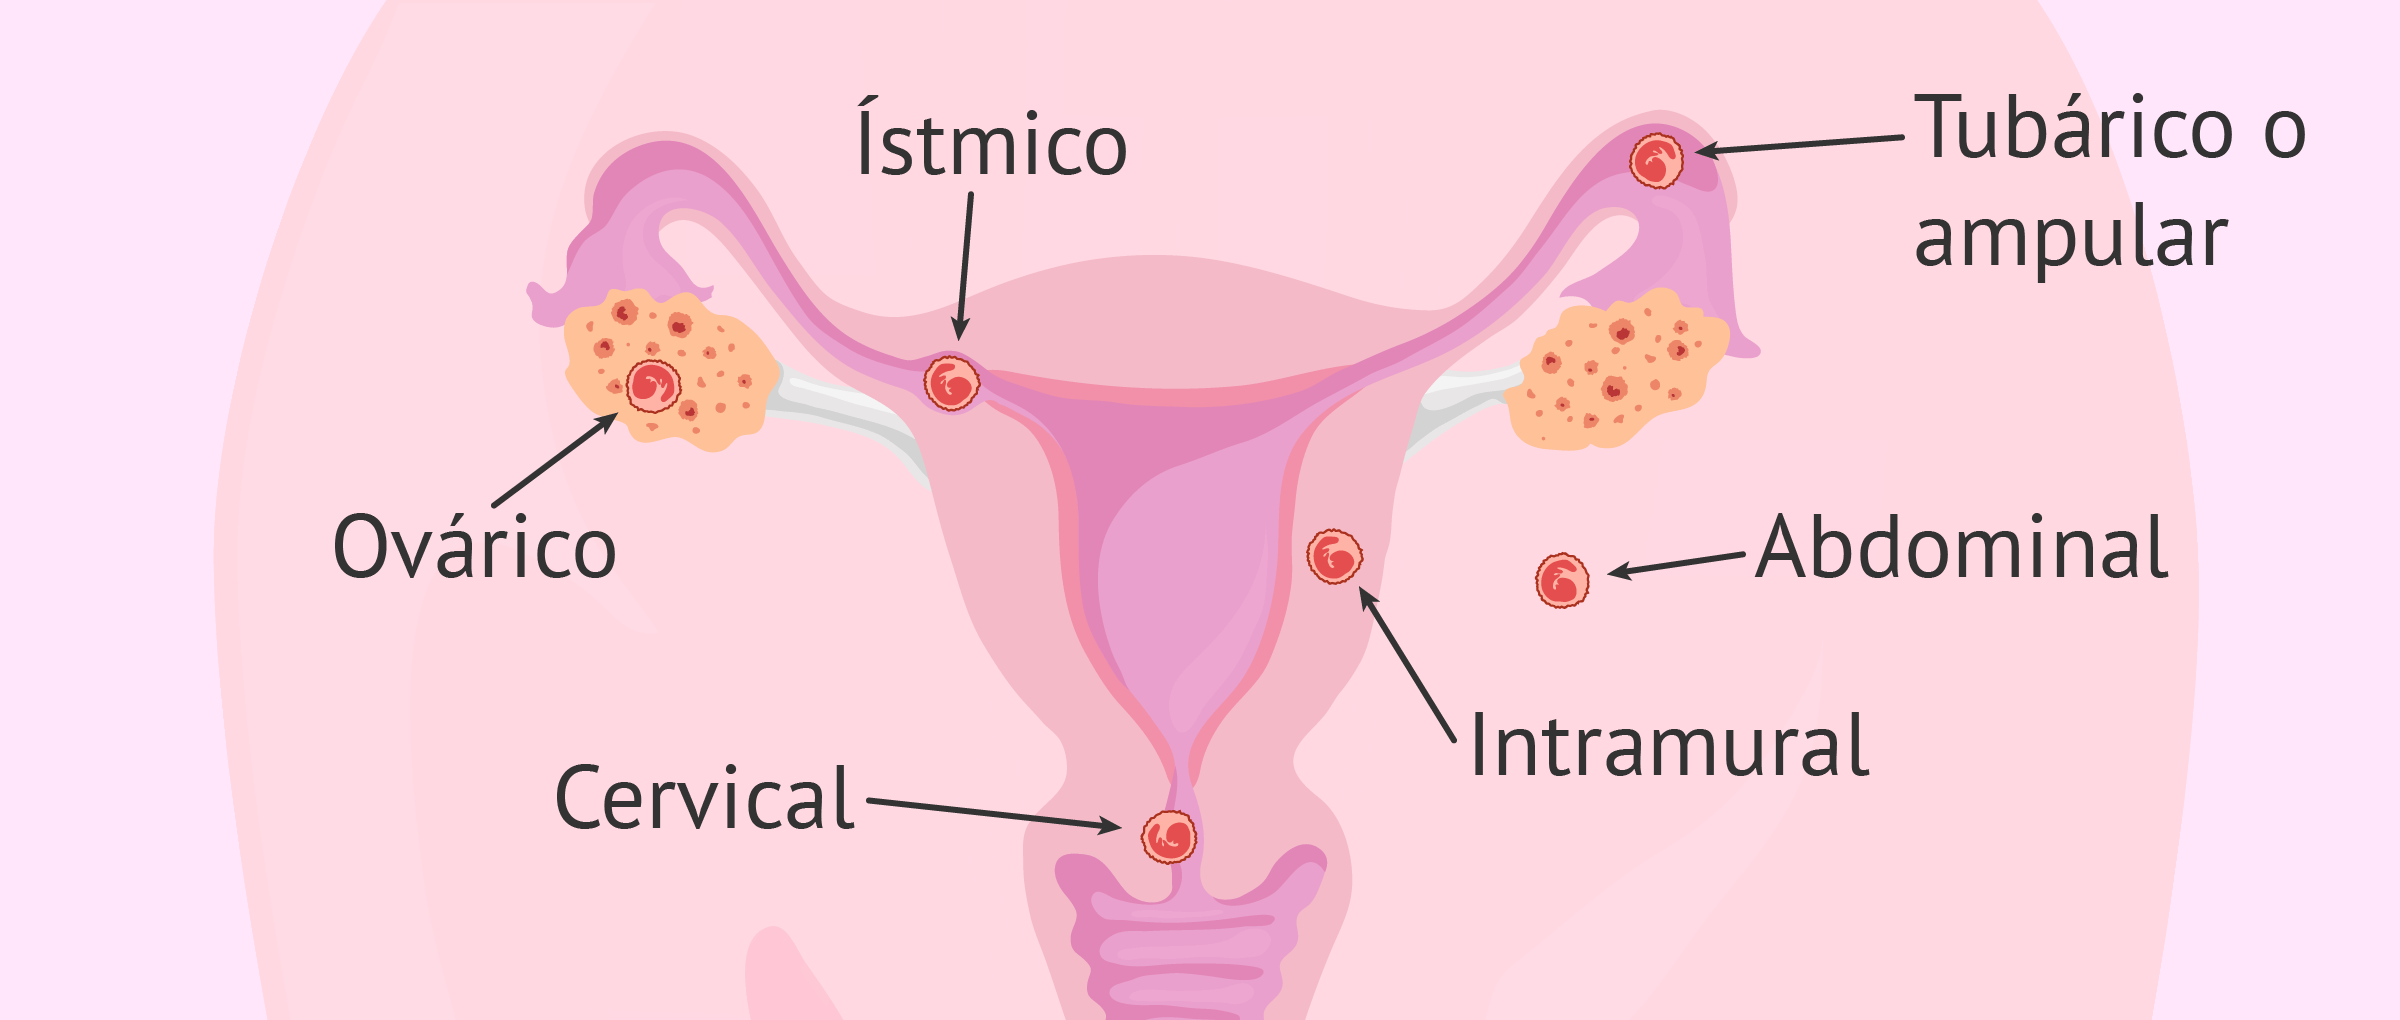 Ístmico
Tubárico o
ampular
Ovárico
Abdominal
Intramural
Cervical